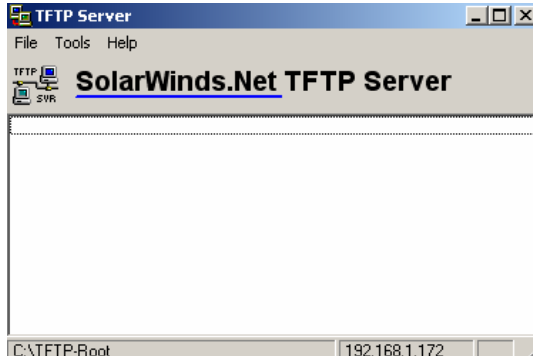 TFTP Server
File Tools Help
TFTP
SVR
SolarWinds.Net TFTP Server
C:\TFTP-Root
192.168.1.172